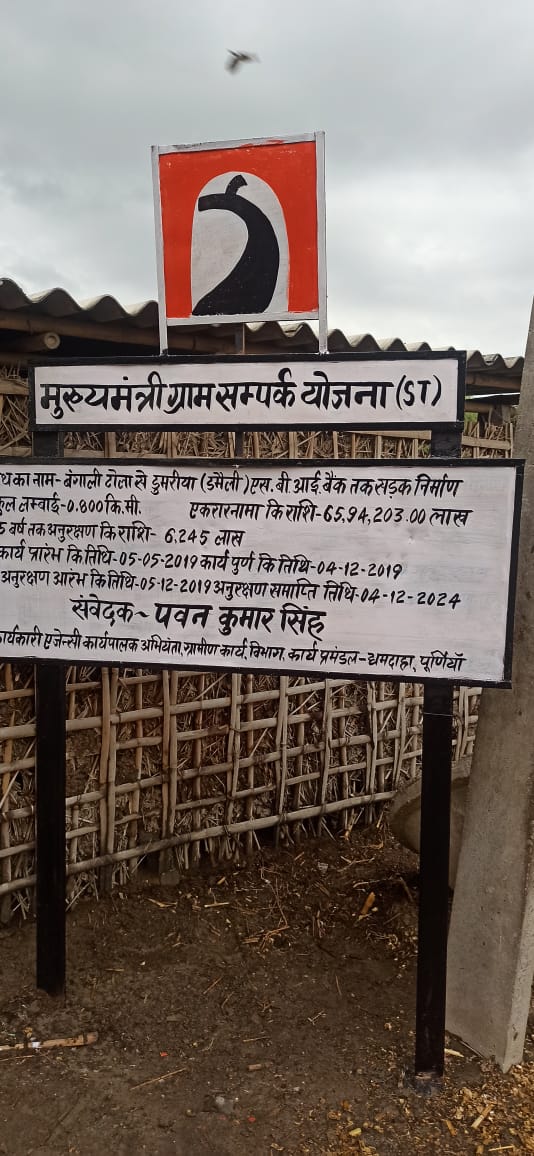 मुख्यमंत्री ग्राम सम्पर्क योजना (ST)
का नाम- बंगाली टोला से डुमरीया (डमैली) एस. बी. आई. बैंक तक सड़क निर्माण
लम्वाई-0.800 कि.मी. एकरारनामा कि राशि-65,94,203.00 लाख
वर्ष तक अनुरक्षण कि राशि- 6.245 लास
कार्य प्रारंभ कि तिथि-05-05-2019 कार्य पुर्ण कि तिथि-04-12-2019
अनुरक्षण आरंभ कि तिथि-05-12-2019 अनुरक्षण समाप्ति तिथि-04-12-2024
संवेदक~ पवन कुमार सिंह
कार्यकारी एजेन्सी कार्यपालक अभियंता, ग्रामीण कार्य, विभाग, कार्य प्रमंडल-धमदाहा, पूर्णियाँ